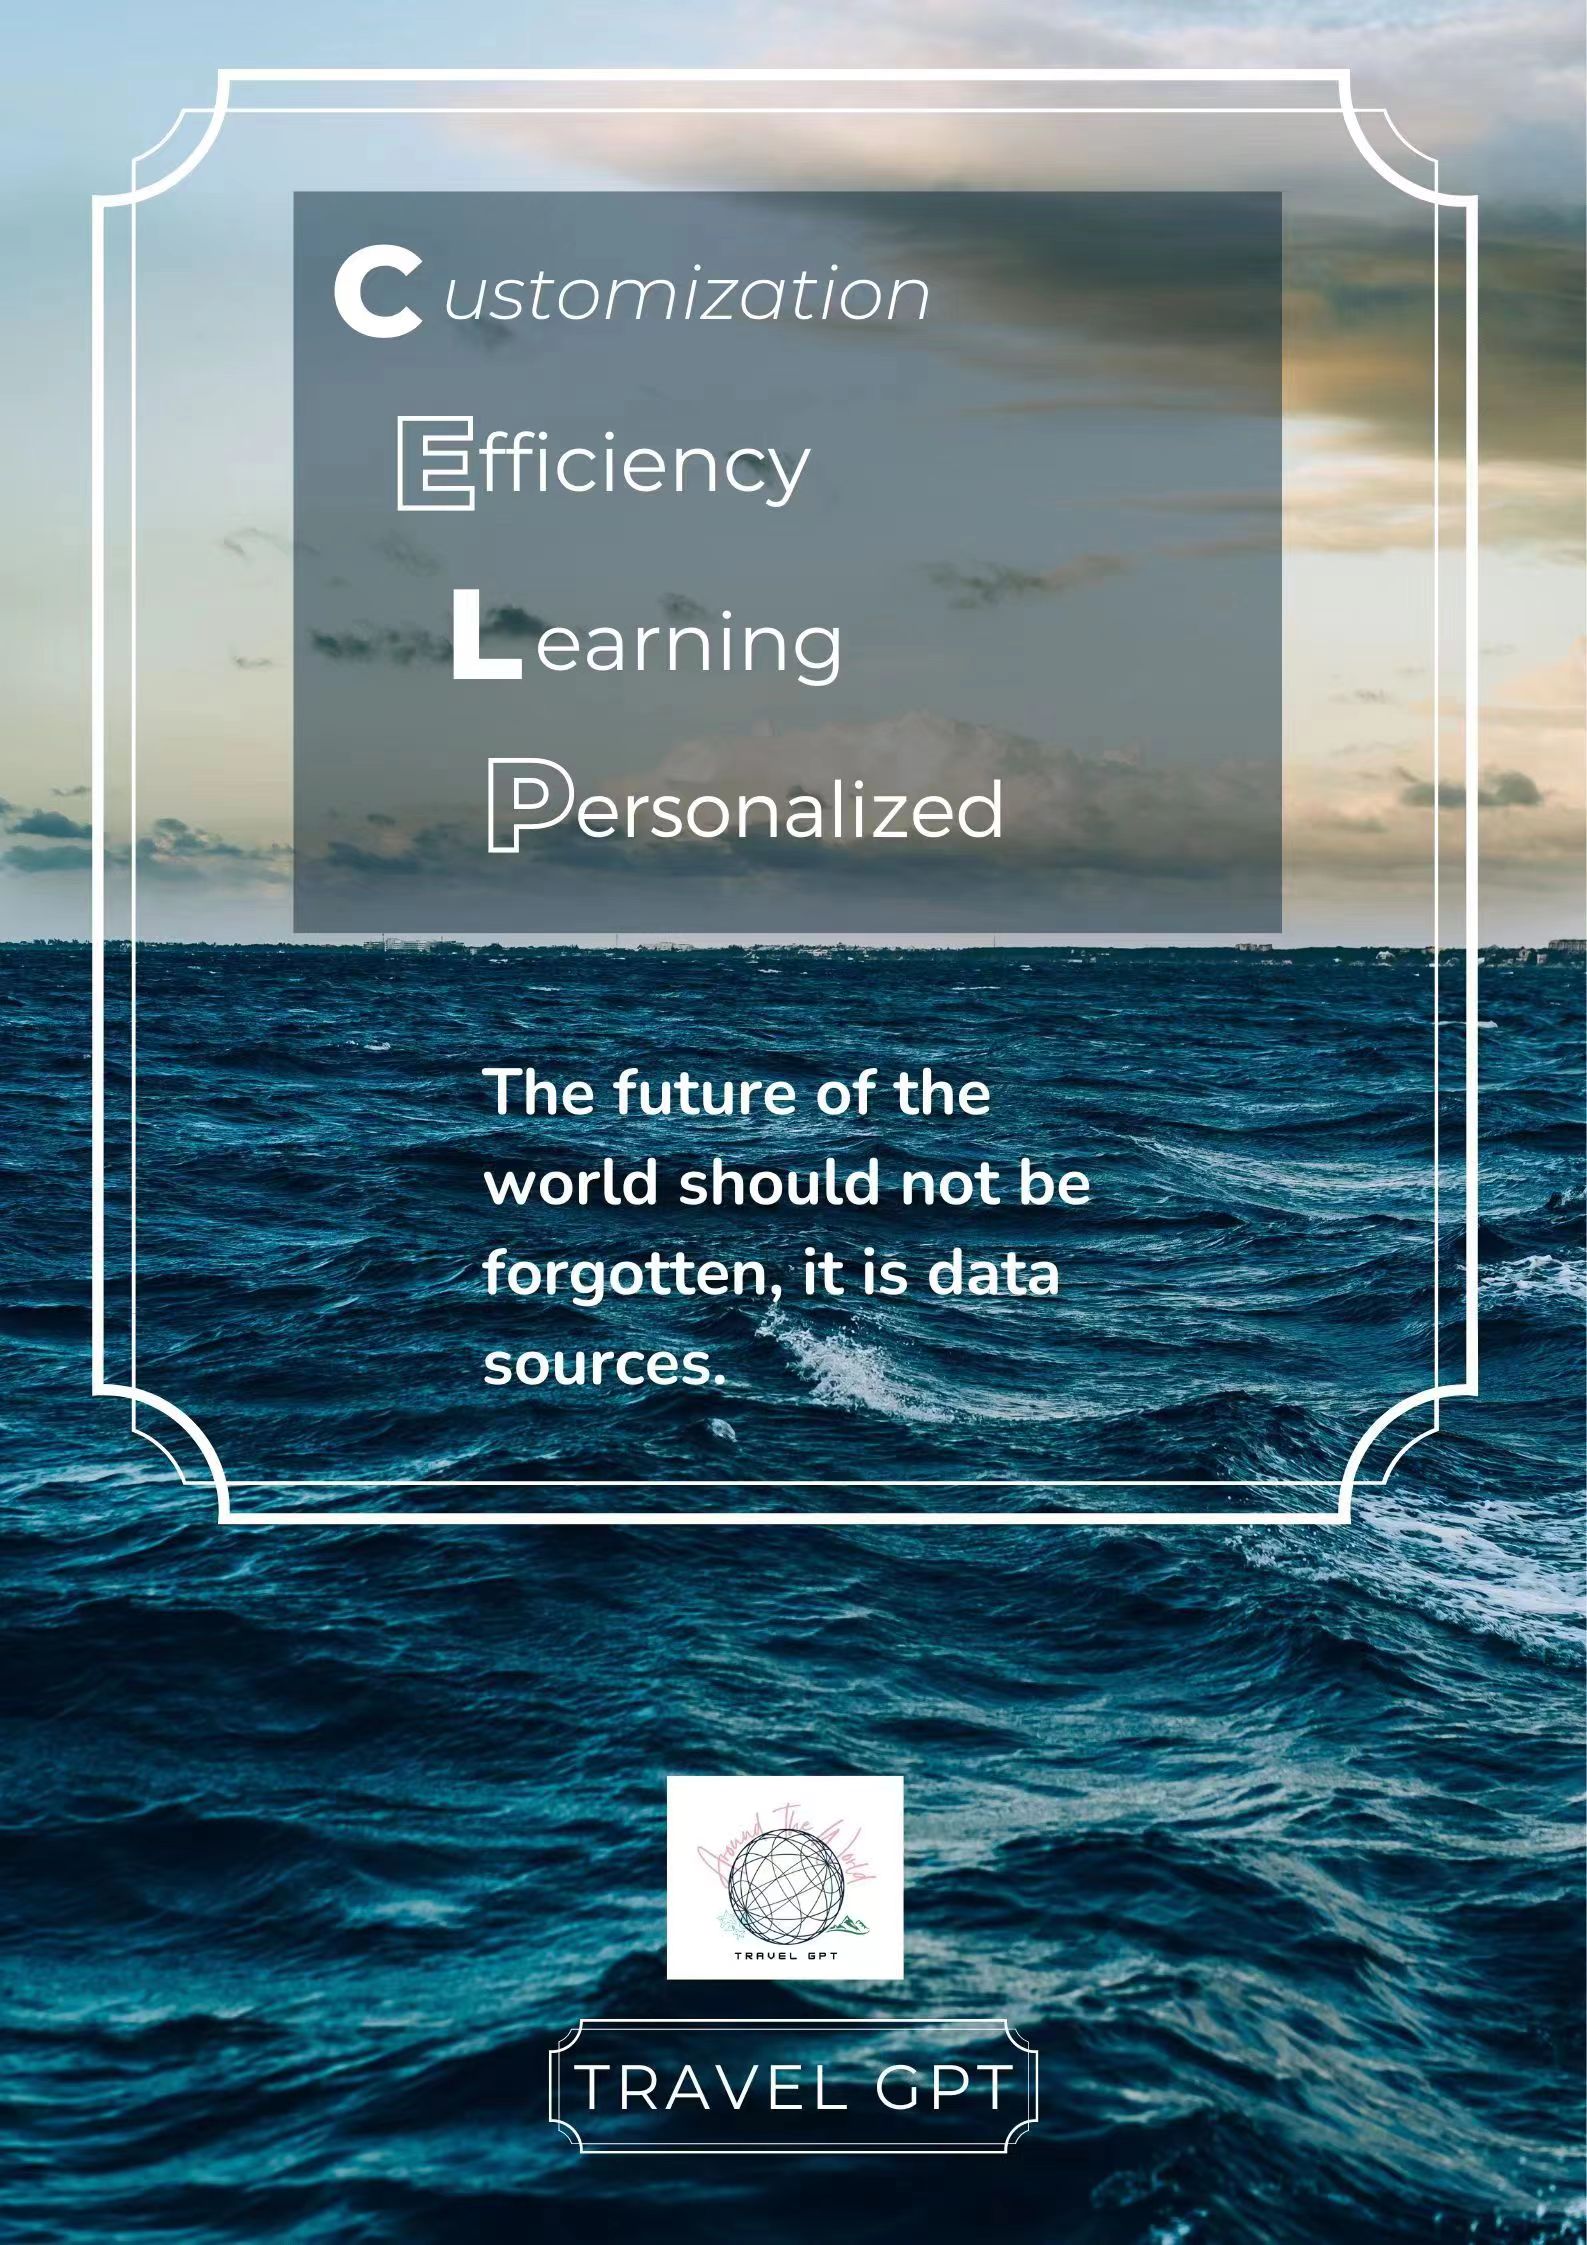 Customization
Efficiency
Learning
Personalized
The future of the
world should not be
forgotten, it is data
sources.
Around The World
TRAVEL GPT
TRAVEL GPT